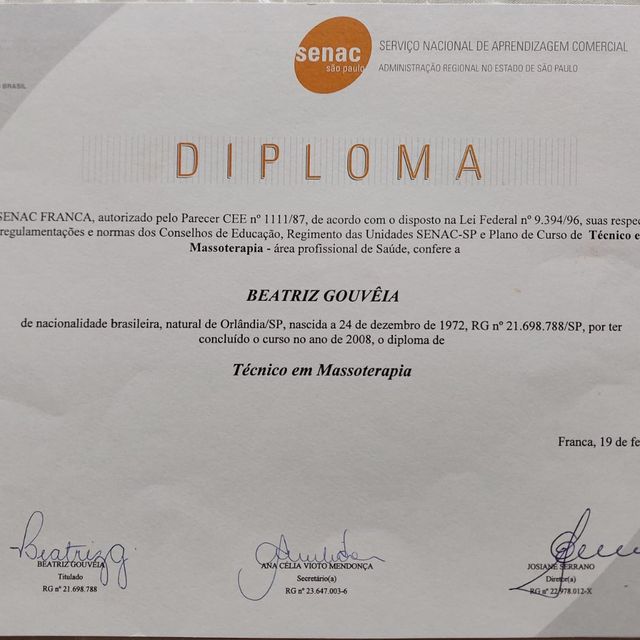 senac
são paulo
SERVIÇO NACIONAL DE APRENDIZAGEM COMERCIAL
ADMINISTRAÇÃO REGIONAL NO ESTADO DE SÃO PAULO
BRASIL
DIPLOMA
SENAC FRANCA, autorizado pelo Parecer CEE nº 1111/87, de acordo com o disposto na Lei Federal nº 9.394/96, suas respec
regulamentações e normas dos Conselhos de Educação, Regimento das Unidades SENAC-SP e Plano de Curso de Técnico e
Massoterapia - área profissional de Saúde, confere a
BEATRIZ GOUVÊIA
de nacionalidade brasileira, natural de Orlândia/SP, nascida a 24 de dezembro de 1972, RG nº 21.698.788/SP, por ter
concluído o curso no ano de 2008, o diploma de
Técnico em Massoterapia
Franca, 19 de fe
Beatriz G.
BEATRIZ GOUVÊIA
Titulado
RG nº 21.698.788
ANA CÉLIA VIOTO MENDONÇA
Secretário(a)
RG nº 23.647.003-6
JOSIANE SERRANO
Diretor(a)
RG nº 22.978.012-X